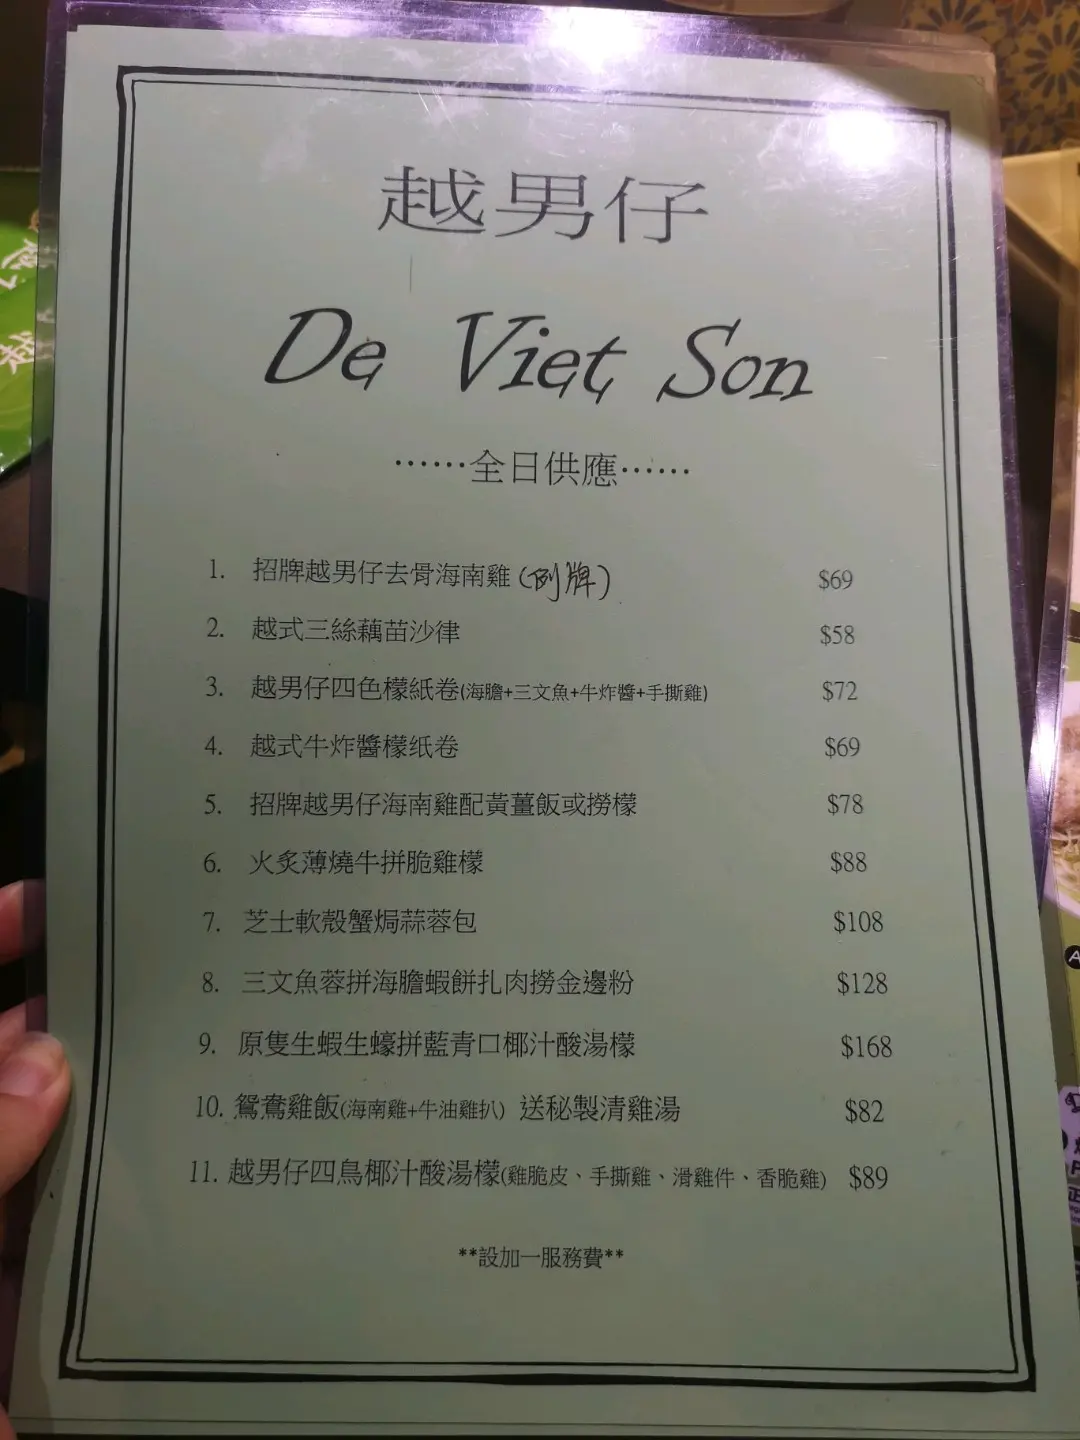 越男仔
De Viet Son
……全日供應……
1. 招牌越男仔去骨海南雞(例牌) $69
2. 越式三絲藕苗沙律 $58
3. 越男仔四色檬紙卷(海膽+三文魚+牛炸醬+手撕雞) $72
4. 越式牛炸醬檬纸卷 $69
5. 招牌越男仔海南雞配黃薑飯或撈檬 $78
6. 火炙薄燒牛拼脆雞檬 $88
7. 芝士軟殼蟹焗蒜蓉包 $108
8. 三文魚蓉拼海膽蝦餅扎肉撈金邊粉 $128
9. 原隻生蝦生蠔拼藍青口椰汁酸湯檬 $168
10. 鴛鴦雞飯(海南雞+牛油雞扒) 送秘製清雞湯 $82
11. 越男仔四鳥椰汁酸湯檬(雞脆皮、手撕雞、滑雞件、香脆雞) $89
**設加一服務費**